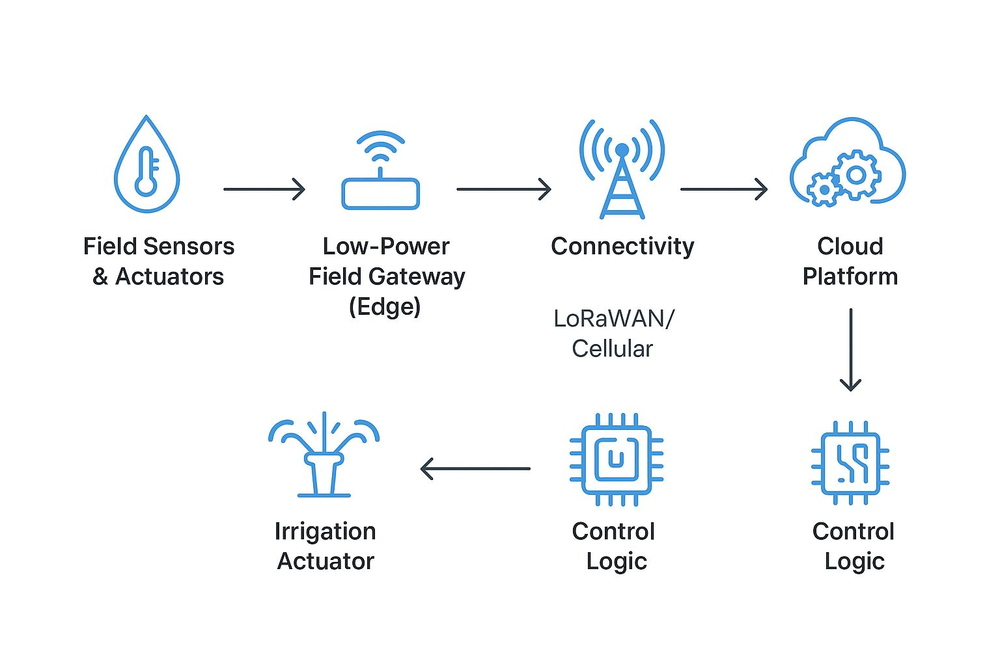 Field Sensors
& Actuators
Low-Power
Field Gateway
(Edge)
Connectivity
LoRaWAN/
Cellular
Cloud
Platform
Irrigation
Actuator
Control
Logic
Control
Logic